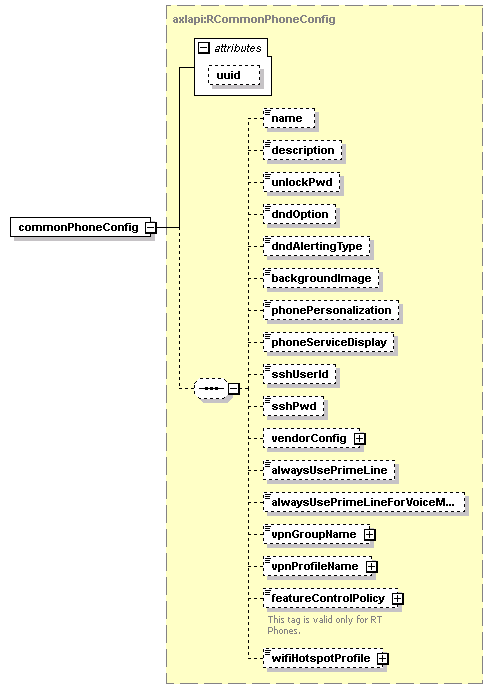 axlapi:RCommonPhoneConfig
attributes
uuid
name
description
unlockPwd
dndOption
commonPhoneConfig
dndAlertingType
backgroundImage
phonePersonalization
phoneServiceDisplay
sshUserId
sshPwd
vendorConfig
alwaysUsePrimeLine
alwaysUsePrimeLineForVoiceM...
vpnGroupName
vpnProfileName
featureControlPolicy
This tag is valid only for RT
Phones.
wifiHotspotProfile